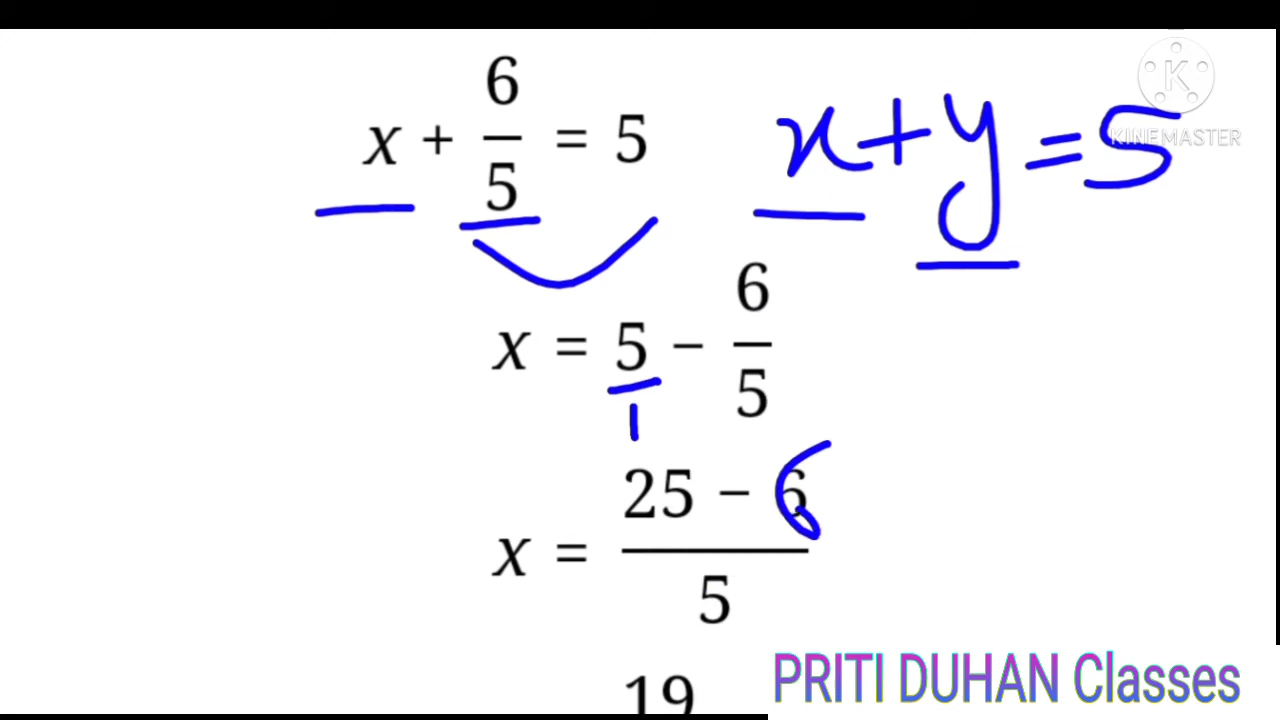 x + 6/5 = 5
x + y = 5
KINEMASTER
x = 5 − 6/5
1
x = (25 − 6)/5
19
PRITI DUHAN Classes